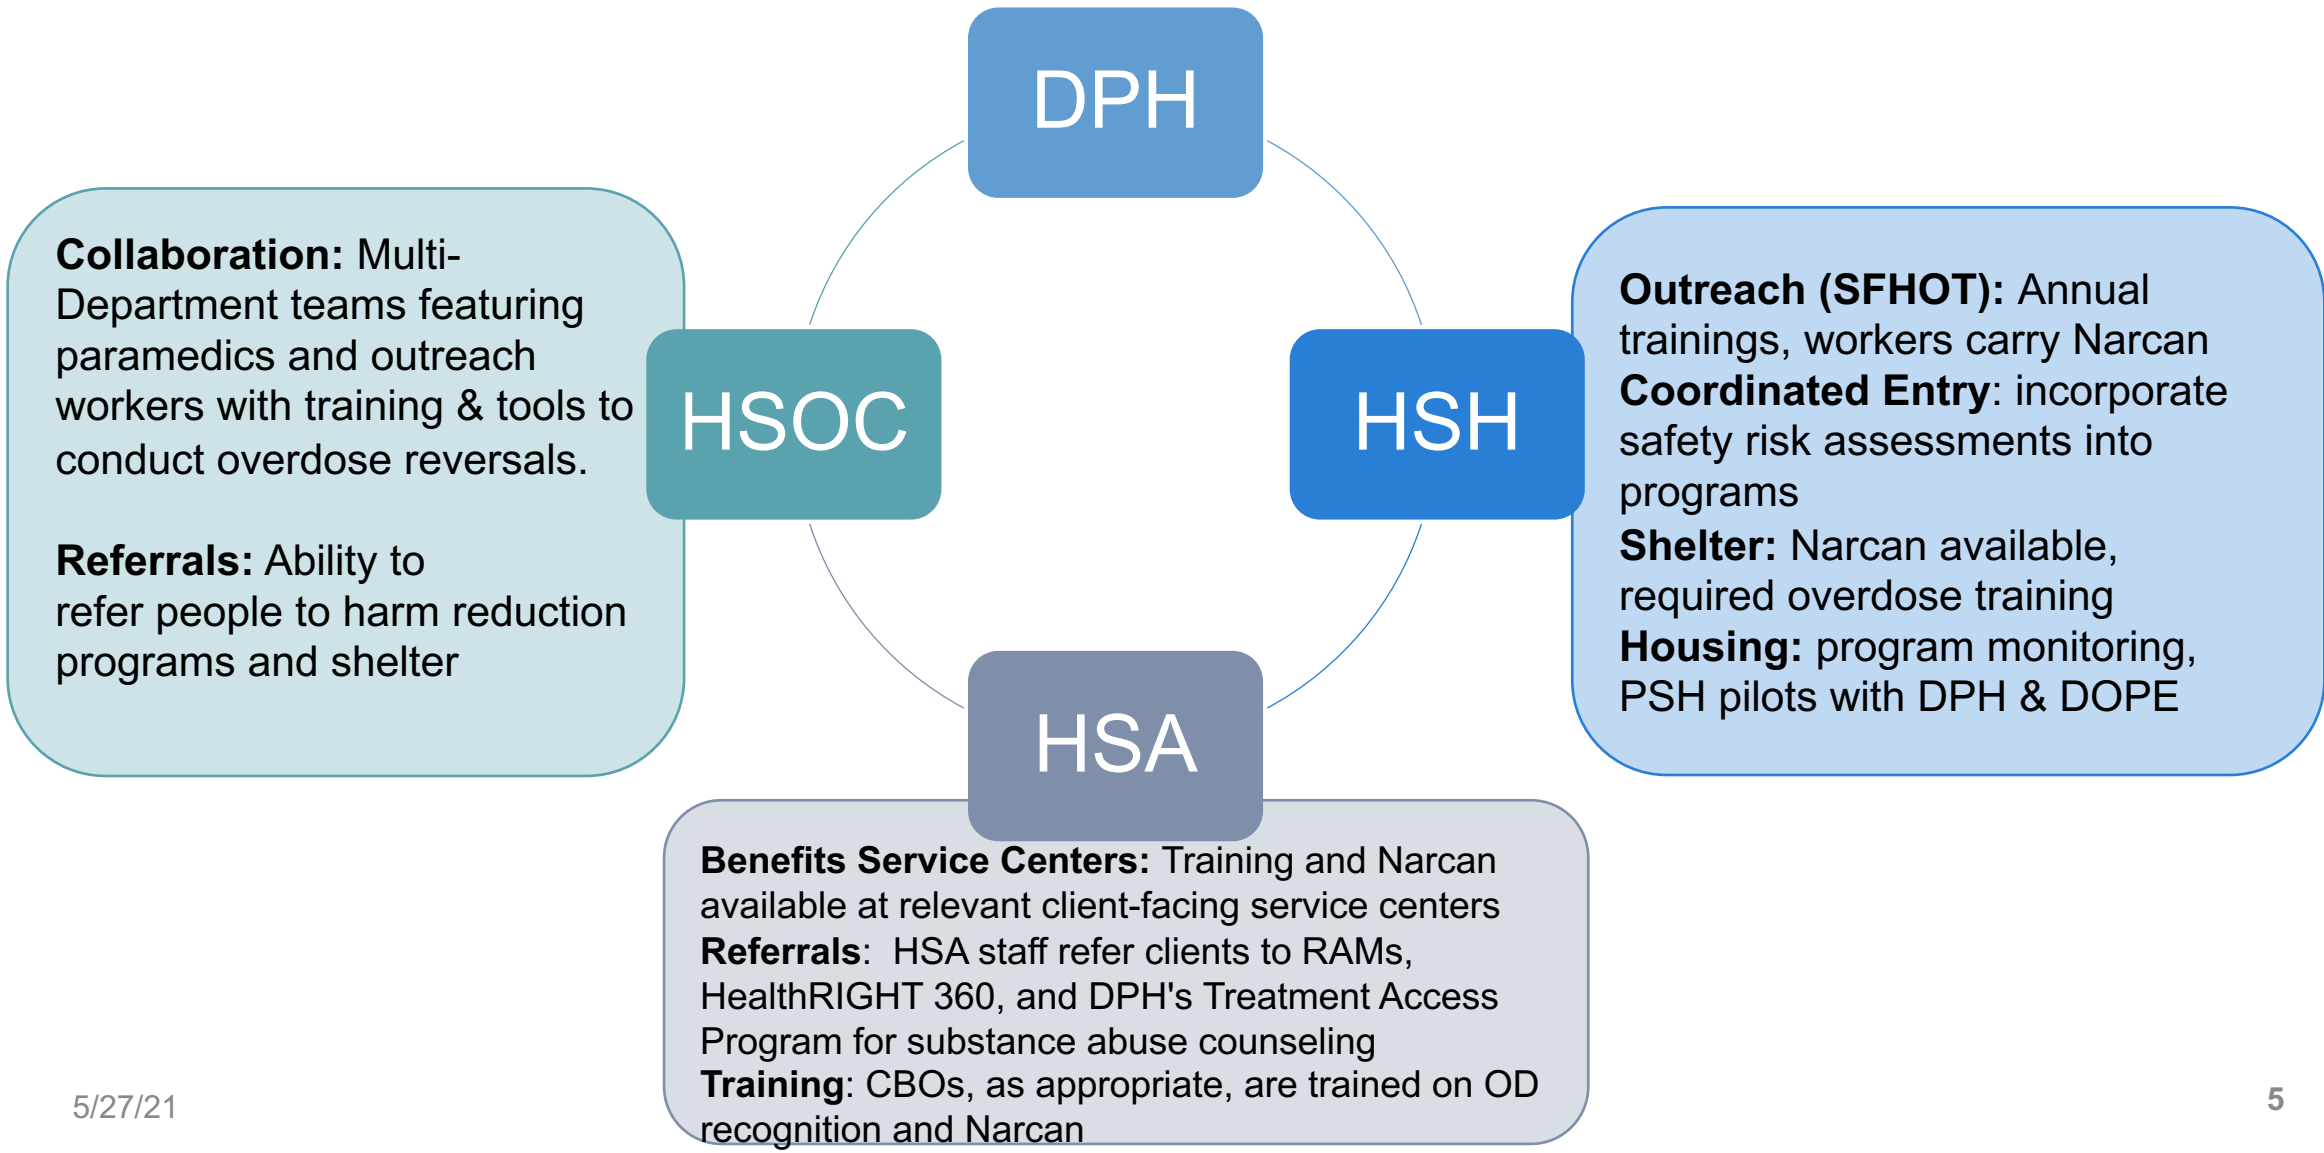 DPH
Collaboration: Multi-
Department teams featuring
paramedics and outreach
workers with training & tools to
conduct overdose reversals.
Referrals: Ability to
refer people to harm reduction
programs and shelter
HSOC
HSH
Outreach (SFHOT): Annual
trainings, workers carry Narcan
Coordinated Entry: incorporate
safety risk assessments into
programs
Shelter: Narcan available,
required overdose training
Housing: program monitoring,
PSH pilots with DPH & DOPE
HSA
Benefits Service Centers: Training and Narcan
available at relevant client-facing service centers
Referrals:  HSA staff refer clients to RAMs,
HealthRIGHT 360, and DPH's Treatment Access
Program for substance abuse counseling
Training: CBOs, as appropriate, are trained on OD
recognition and Narcan
5/27/21
5